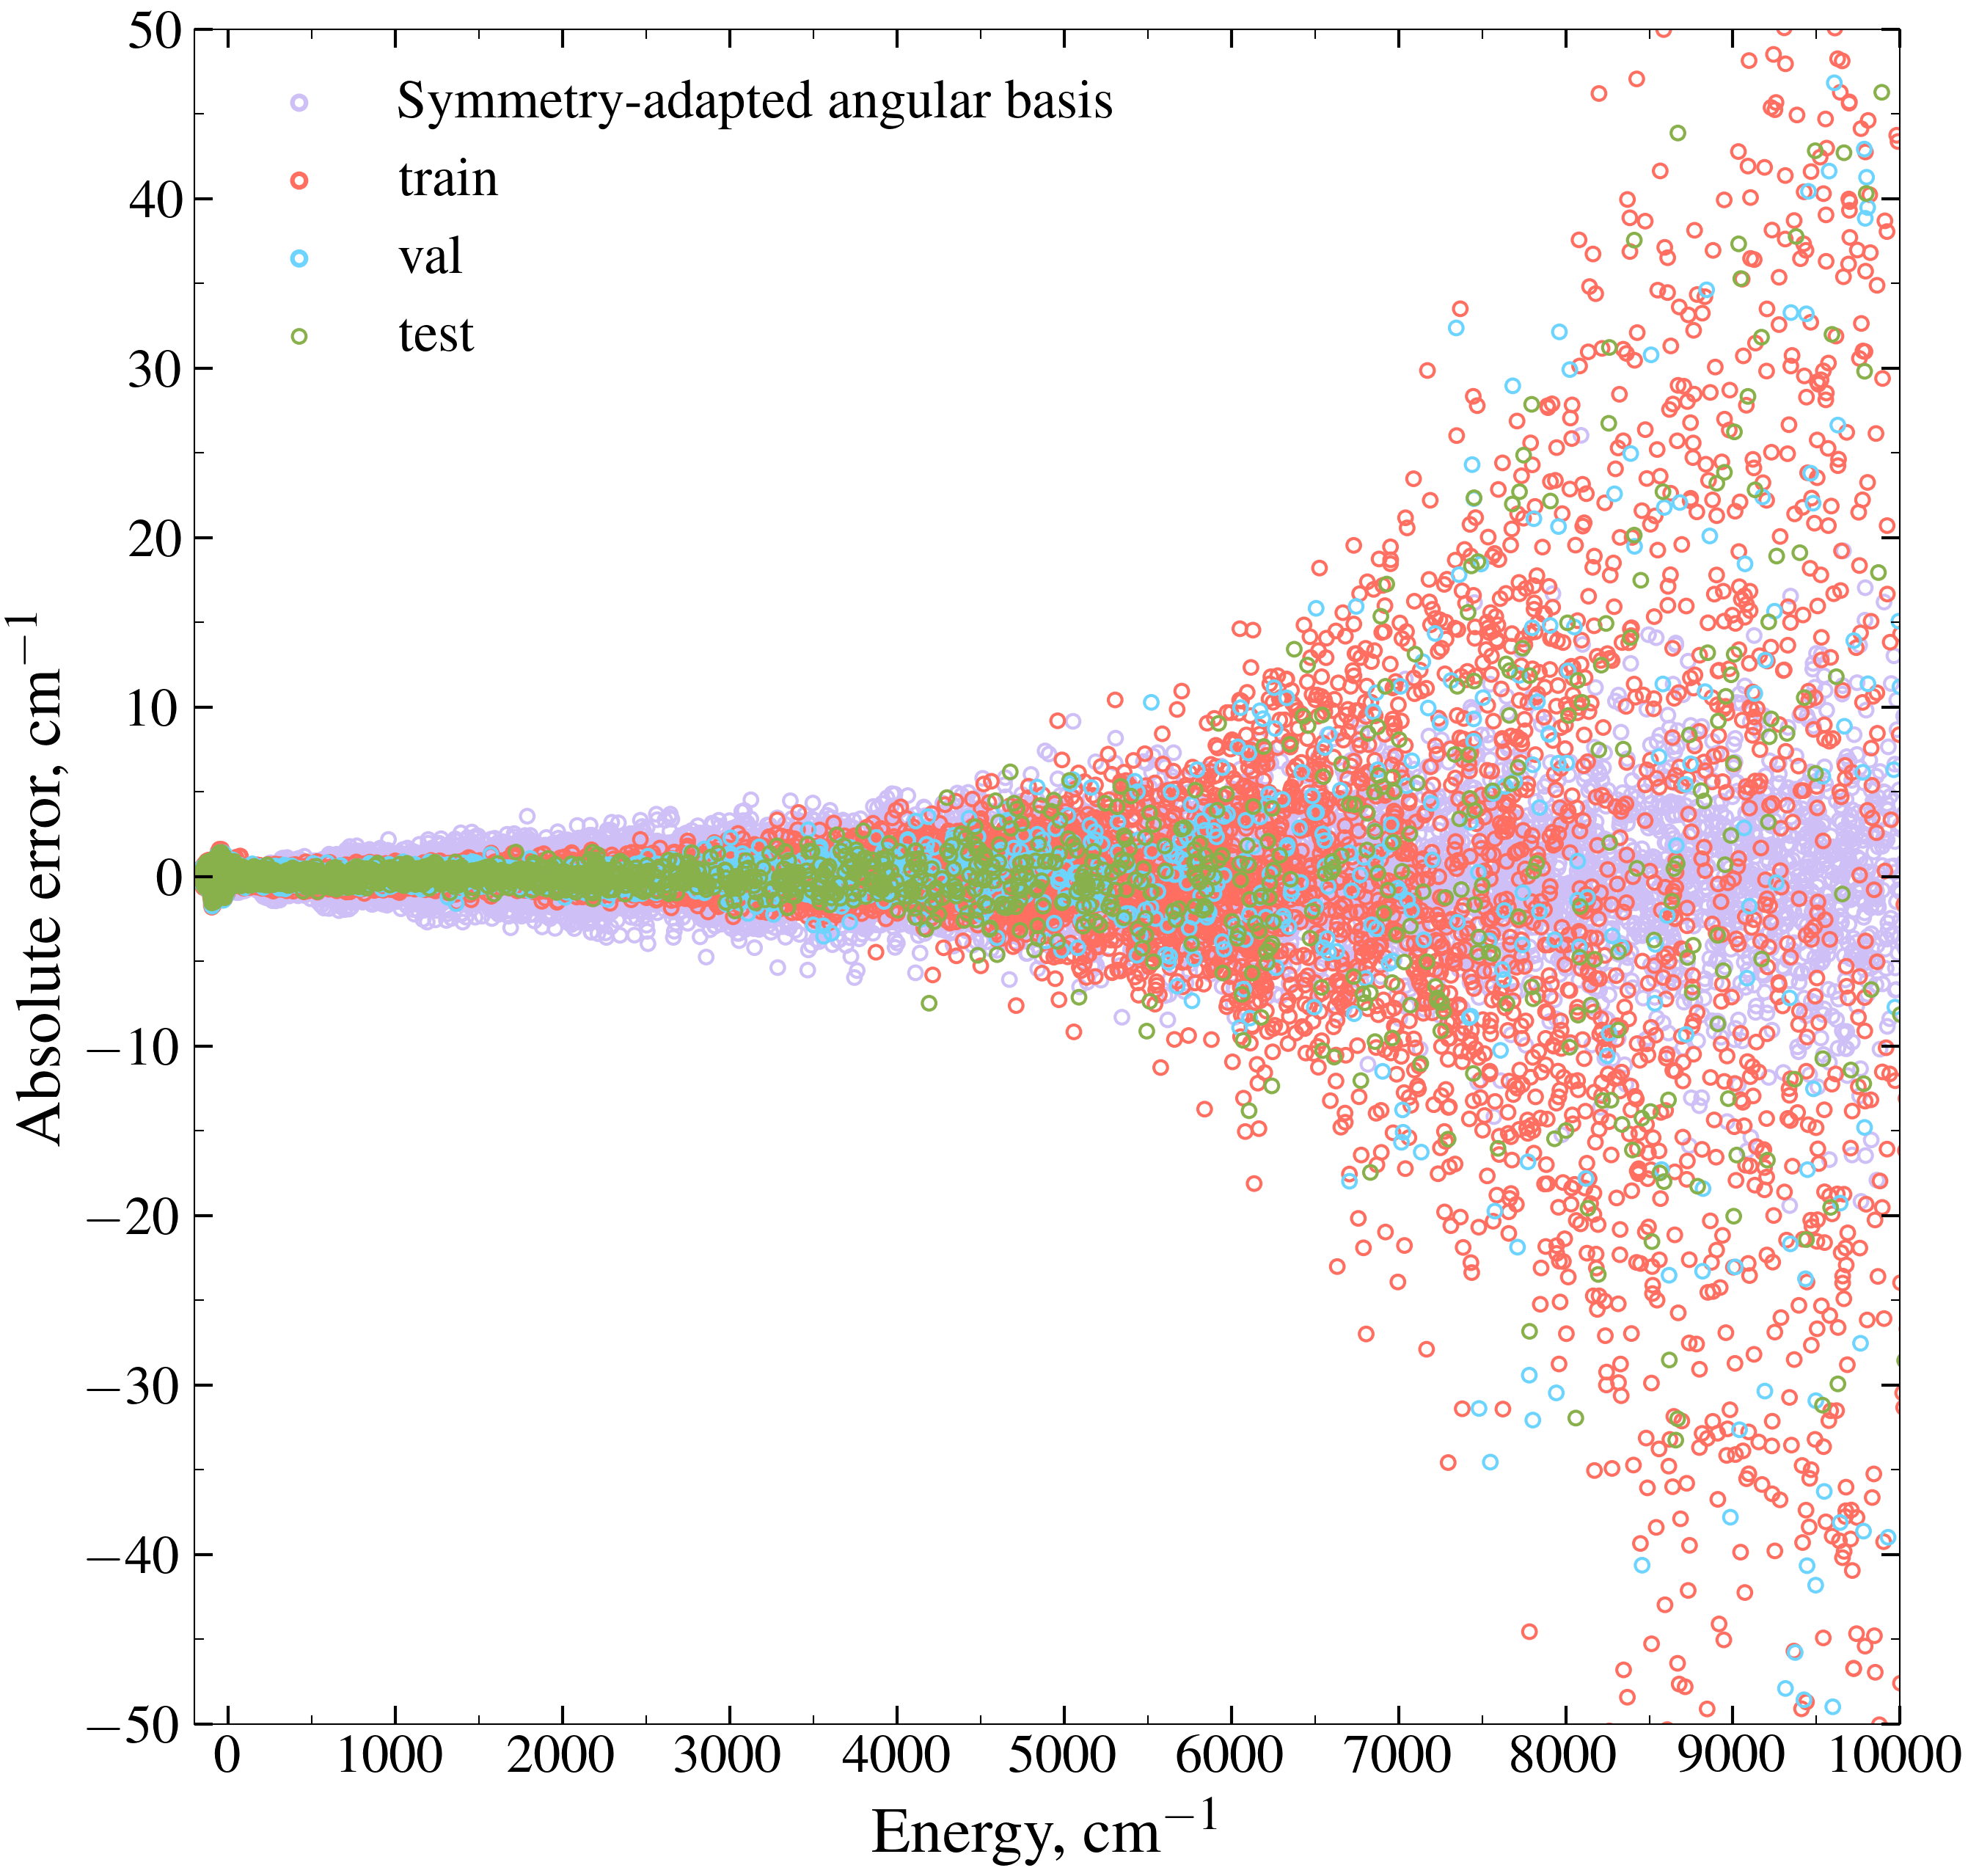 50
40
30
20
10
0
−10
−20
−30
−40
−50
Absolute error, cm⁻¹
Symmetry-adapted angular basis
train
val
test
0 1000 2000 3000 4000 5000 6000 7000 8000 9000 10000
Energy, cm⁻¹